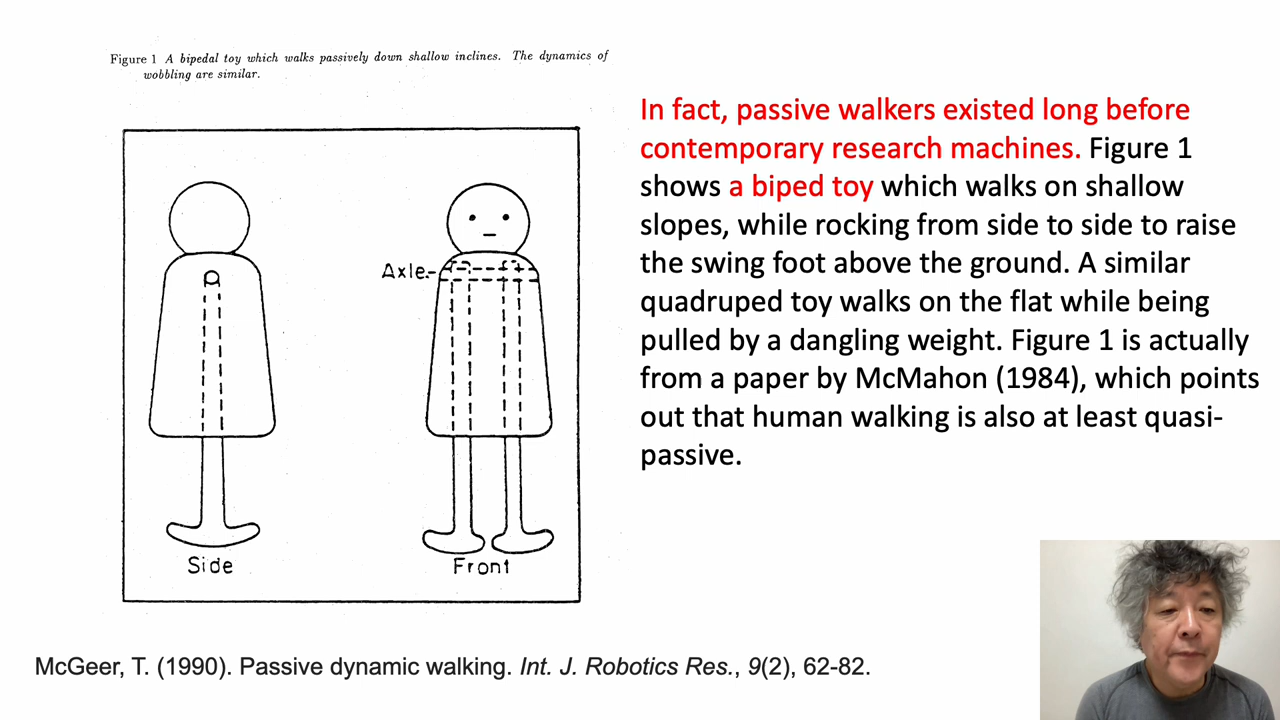 Figure 1 A bipedal toy which walks passively down shallow inclines. The dynamics of
wobbling are similar.
In fact, passive walkers existed long before
contemporary research machines. Figure 1
shows a biped toy which walks on shallow
slopes, while rocking from side to side to raise
the swing foot above the ground. A similar
quadruped toy walks on the flat while being
pulled by a dangling weight. Figure 1 is actually
from a paper by McMahon (1984), which points
out that human walking is also at least quasi-
passive.
Axle
Side
Front
McGeer, T. (1990). Passive dynamic walking. Int. J. Robotics Res., 9(2), 62-82.